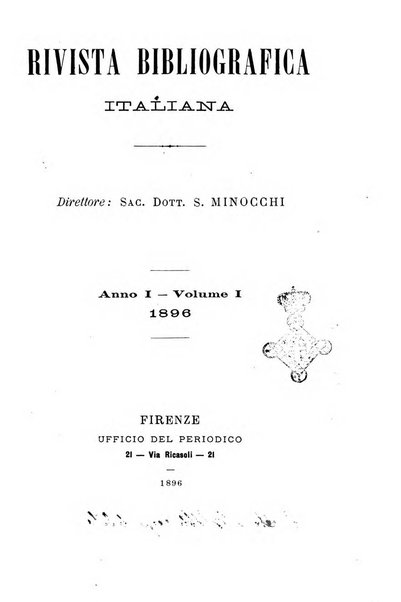 RIVISTA BIBLIOGRAFICA
ITALIANA
Direttore: SAC. DOTT. S. MINOCCHI
Anno I – Volume I
1896
FIRENZE
UFFICIO DEL PERIODICO
21 — Via Ricasoli — 21
1896